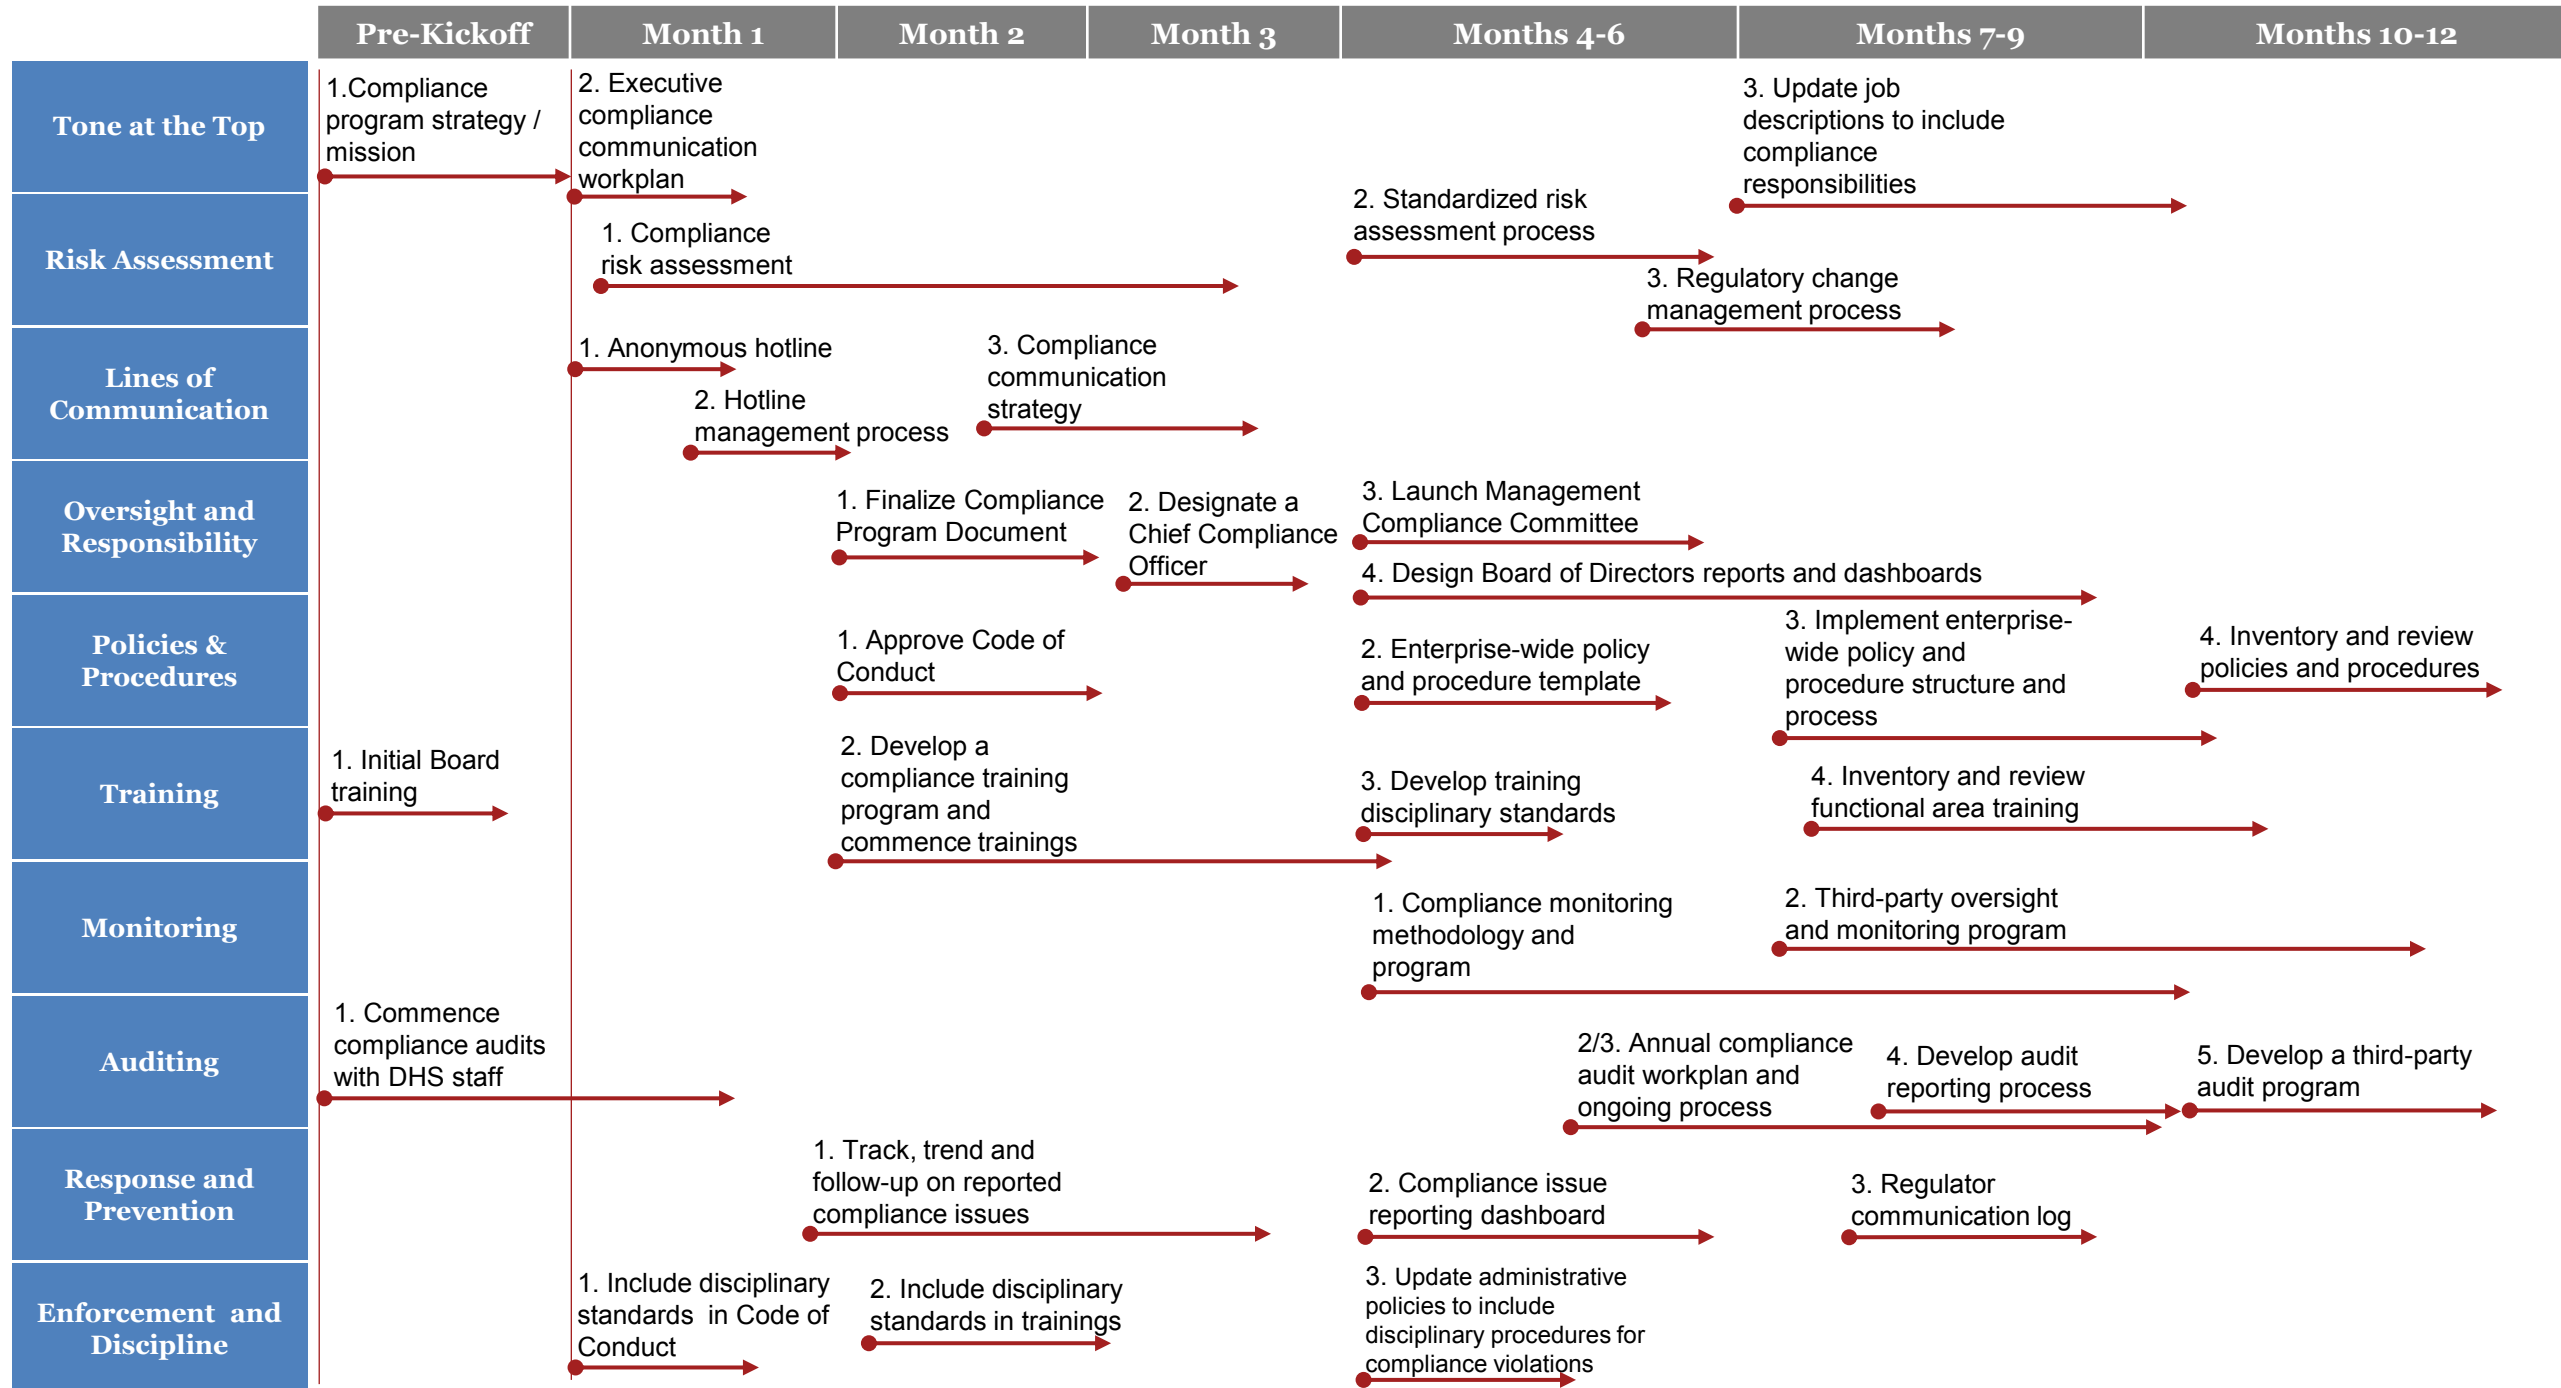 Pre-Kickoff
Month 1
Month 2
Month 3
Months 4-6
Months 7-9
Months 10-12
Tone at the Top
1.Compliance
program strategy /
mission
2. Executive
compliance
communication
workplan
3. Update job
descriptions to include
compliance
responsibilities
Risk Assessment
1. Compliance
risk assessment
2. Standardized risk
assessment process
3. Regulatory change
management process
Lines of
Communication
1. Anonymous hotline
2. Hotline
management process
3. Compliance
communication
strategy
Oversight and
Responsibility
1. Finalize Compliance
Program Document
2. Designate a
Chief Compliance
Officer
3. Launch Management
Compliance Committee
4. Design Board of Directors reports and dashboards
Policies &
Procedures
1. Approve Code of
Conduct
2. Enterprise-wide policy
and procedure template
3. Implement enterprise-
wide policy and
procedure structure and
process
4. Inventory and review
policies and procedures
Training
1. Initial Board
training
2. Develop a
compliance training
program and
commence trainings
3. Develop training
disciplinary standards
4. Inventory and review
functional area training
Monitoring
1. Compliance monitoring
methodology and
program
2. Third-party oversight
and monitoring program
Auditing
1. Commence
compliance audits
with DHS staff
2/3. Annual compliance
audit workplan and
ongoing process
4. Develop audit
reporting process
5. Develop a third-party
audit program
Response and
Prevention
1. Track, trend and
follow-up on reported
compliance issues
2. Compliance issue
reporting dashboard
3. Regulator
communication log
Enforcement and
Discipline
1. Include disciplinary
standards in Code of
Conduct
2. Include disciplinary
standards in trainings
3. Update administrative
policies to include
disciplinary procedures for
compliance violations